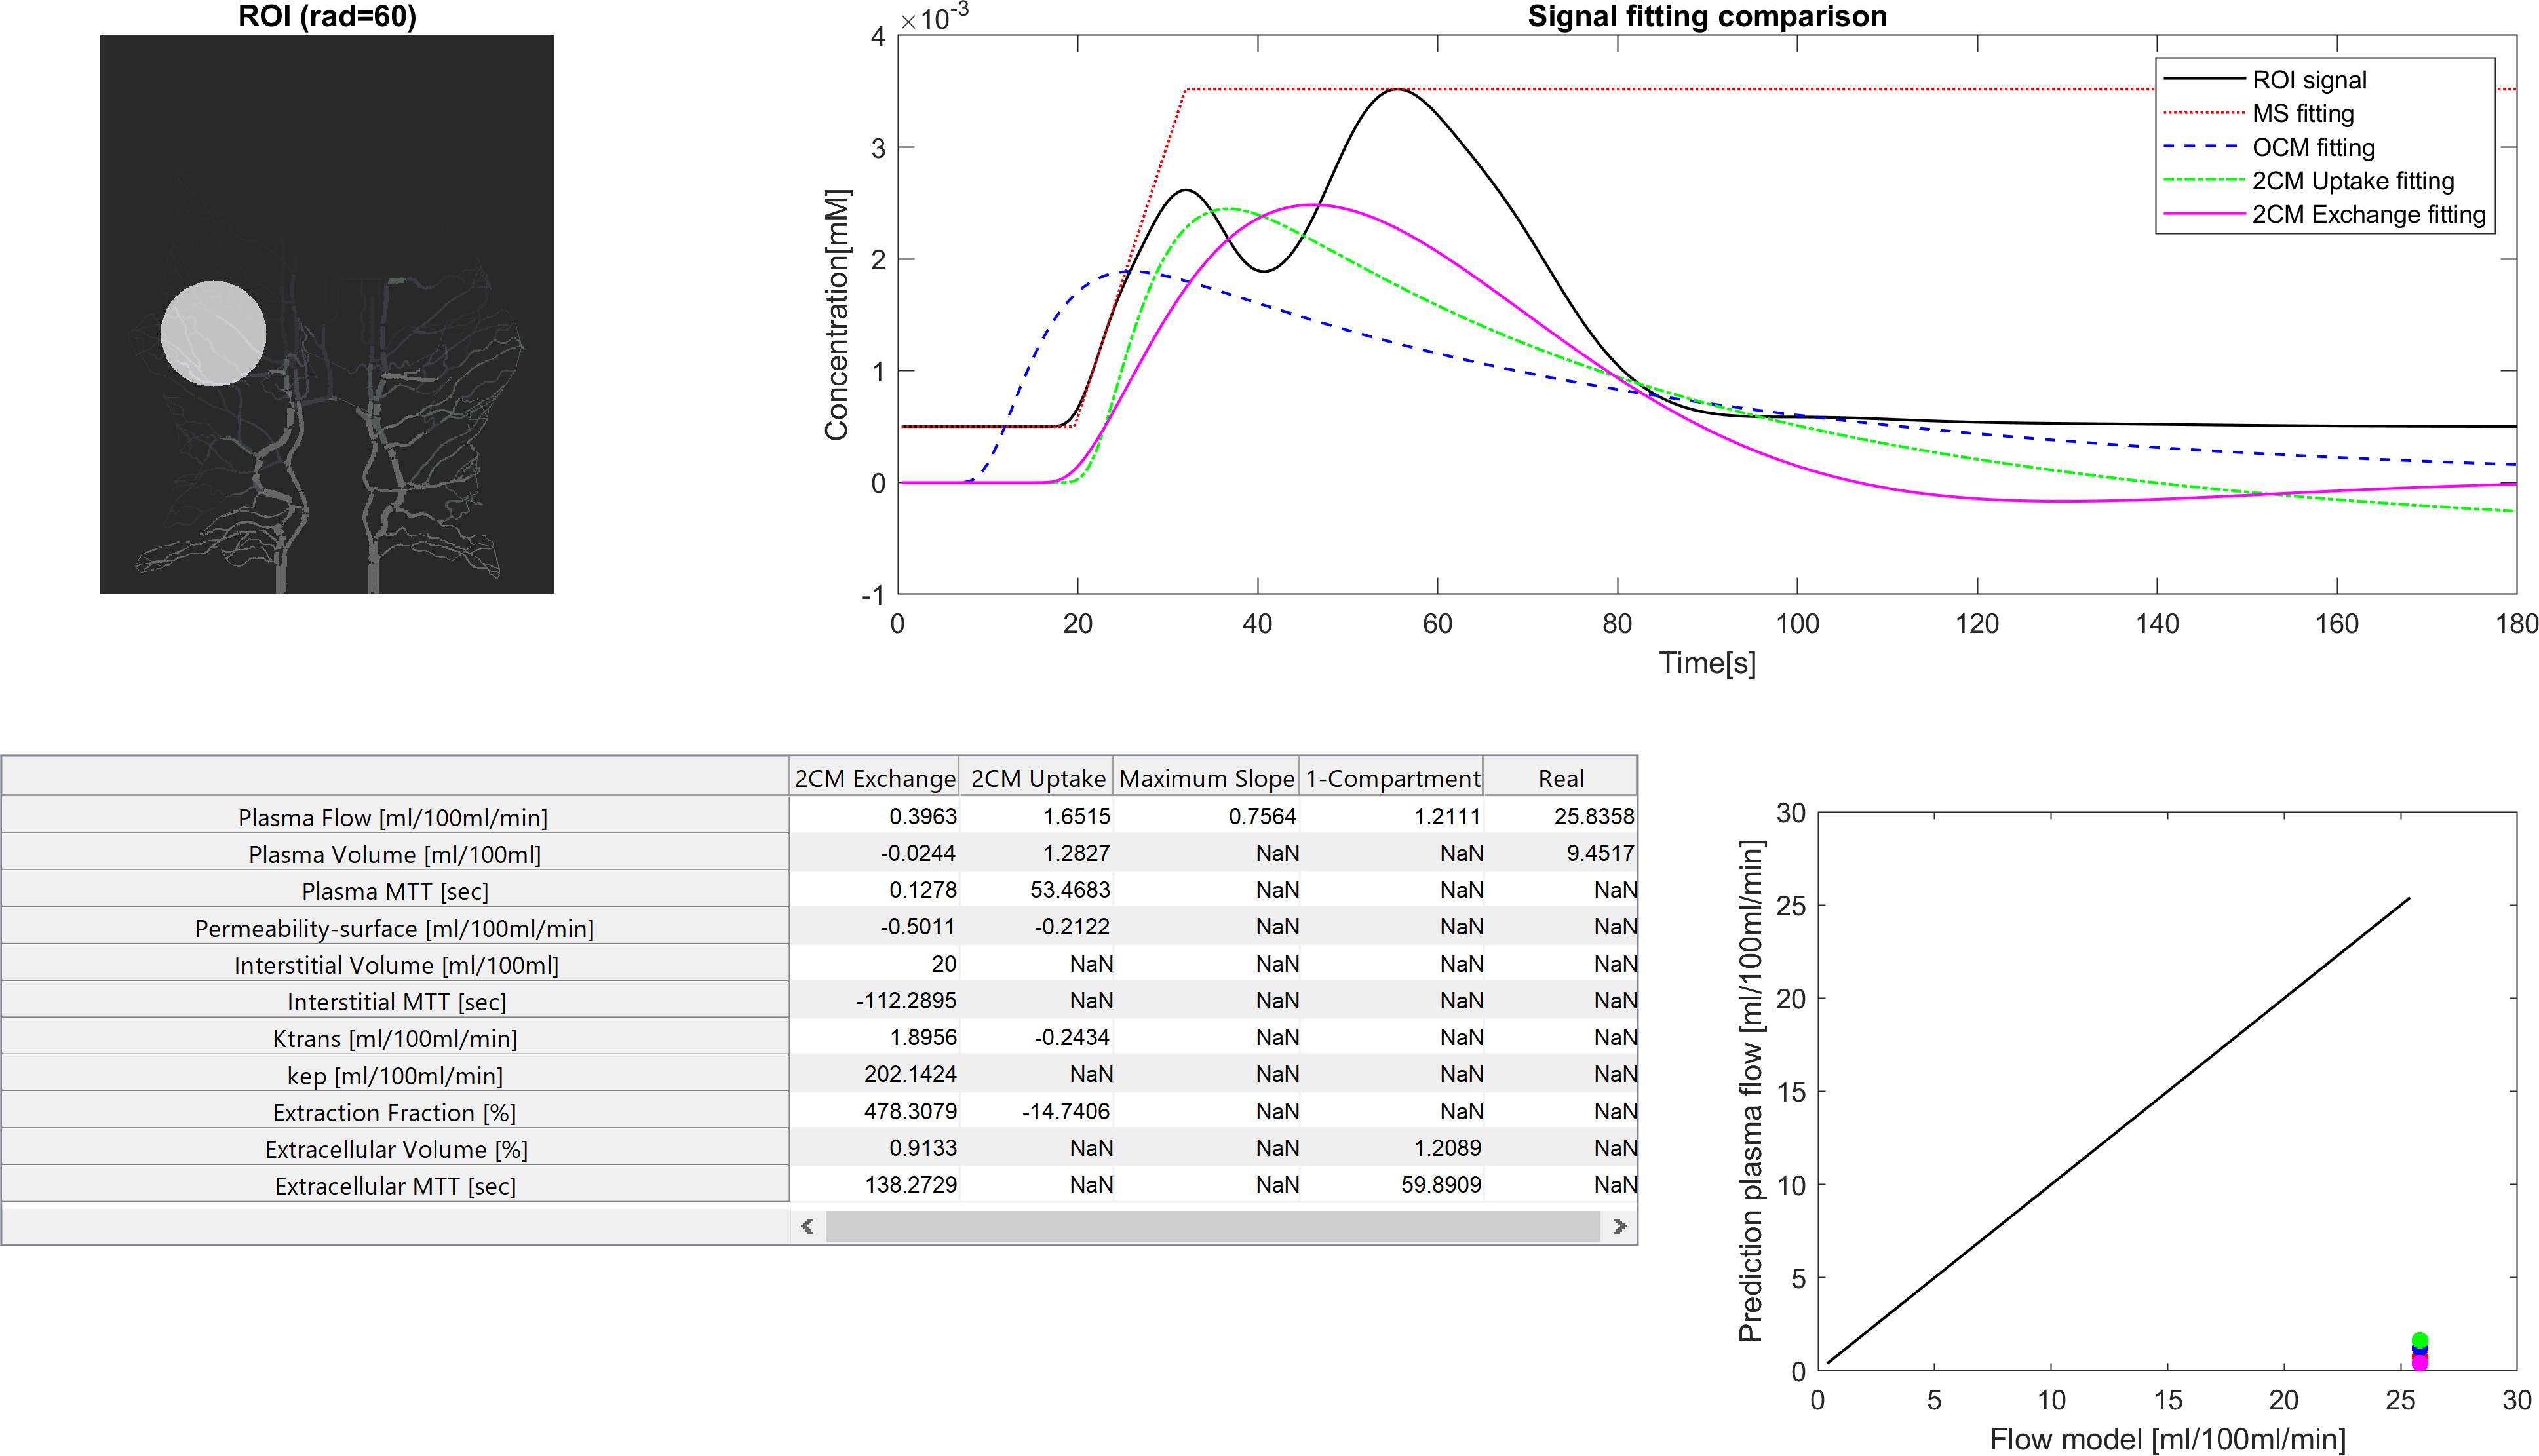 ROI (rad=60)
Signal fitting comparison
×10-3
4
3
2
1
0
-1
Concentration[mM]
0 20 40 60 80 100 120 140 160 180
Time[s]
ROI signal
MS fitting
OCM fitting
2CM Uptake fitting
2CM Exchange fitting
2CM Exchange 2CM Uptake Maximum Slope 1-Compartment Real
Plasma Flow [ml/100ml/min] 0.3963 1.6515 0.7564 1.2111 25.8358
Plasma Volume [ml/100ml] -0.0244 1.2827 NaN NaN 9.4517
Plasma MTT [sec] 0.1278 53.4683 NaN NaN NaN
Permeability-surface [ml/100ml/min] -0.5011 -0.2122 NaN NaN NaN
Interstitial Volume [ml/100ml] 20 NaN NaN NaN NaN
Interstitial MTT [sec] -112.2895 NaN NaN NaN NaN
Ktrans [ml/100ml/min] 1.8956 -0.2434 NaN NaN NaN
kep [ml/100ml/min] 202.1424 NaN NaN NaN NaN
Extraction Fraction [%] 478.3079 -14.7406 NaN NaN NaN
Extracellular Volume [%] 0.9133 NaN NaN 1.2089 NaN
Extracellular MTT [sec] 138.2729 NaN NaN 59.8909 NaN
30
25
20
15
10
5
0
Prediction plasma flow [ml/100ml/min]
0 5 10 15 20 25 30
Flow model [ml/100ml/min]